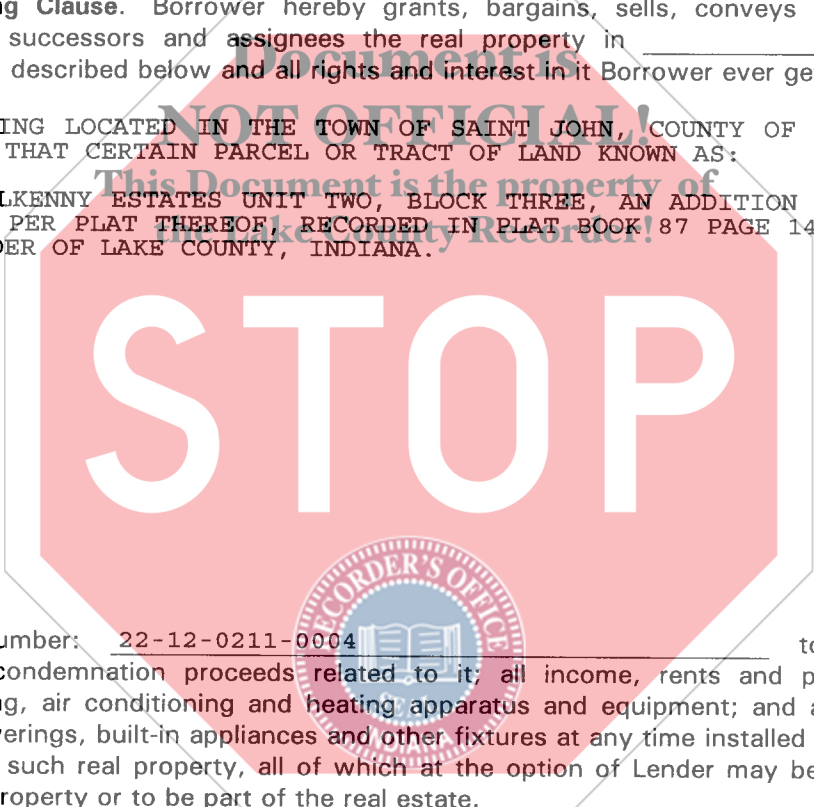 ng Clause. Borrower hereby grants, bargains, sells, conveys
successors and assignees the real property in
described below and all rights and interest in it Borrower ever ge
Document is
NOT OFFICIAL!
This Document is the property of
the Lake County Recorder!
ING LOCATED IN THE TOWN OF SAINT JOHN, COUNTY OF
THAT CERTAIN PARCEL OR TRACT OF LAND KNOWN AS:
LKENNY ESTATES UNIT TWO, BLOCK THREE, AN ADDITION
PER PLAT THEREOF, RECORDED IN PLAT BOOK 87 PAGE 14
DER OF LAKE COUNTY, INDIANA.
STOP
RECORDER'S OFFICE
SEAL
INDIANA
umber: 22-12-0211-0004 to
condemnation proceeds related to it; all income, rents and p
ng, air conditioning and heating apparatus and equipment; and a
verings, built-in appliances and other fixtures at any time installed
such real property, all of which at the option of Lender may be
roperty or to be part of the real estate.